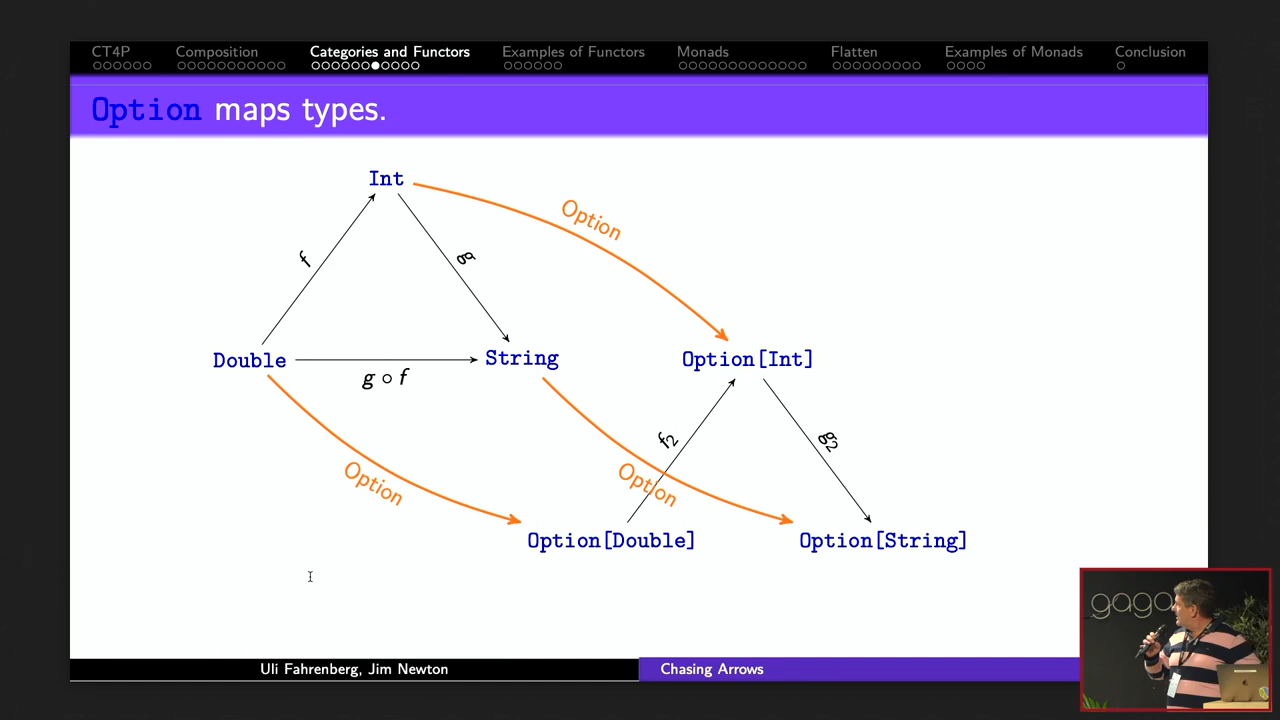 CT4P Composition Categories and Functors Examples of Functors Monads Flatten Examples of Monads Conclusion
Option maps types.
Int
Option
f
g
Double
String
Option[Int]
g ∘ f
f₂
g₂
Option
Option
Option[Double]
Option[String]
gaga
Uli Fahrenberg, Jim Newton
Chasing Arrows